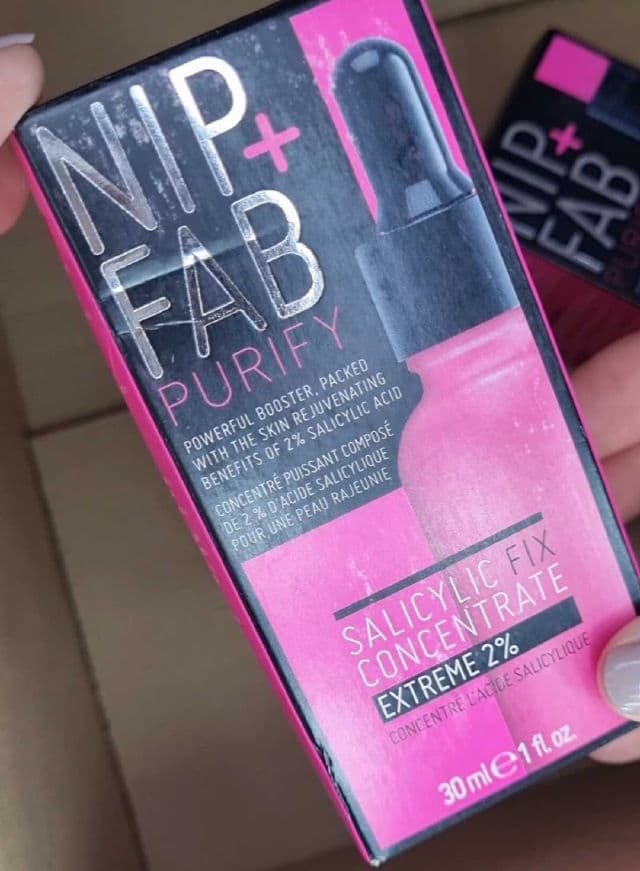 NIP+
FAB
PURIFY
POWERFUL BOOSTER, PACKED
WITH THE SKIN REJUVENATING
BENEFITS OF 2% SALICYLIC ACID
CONCENTRÉ PUISSANT COMPOSÉ
DE 2 % D'ACIDE SALICYLIQUE
POUR UNE PEAU RAJEUNIE
SALICYLIC FIX
CONCENTRATE
EXTREME 2%
CONCENTRÉ L'ACIDE SALICYLIQUE
30 ml e 1 fl. oz.
NIP+
FAB